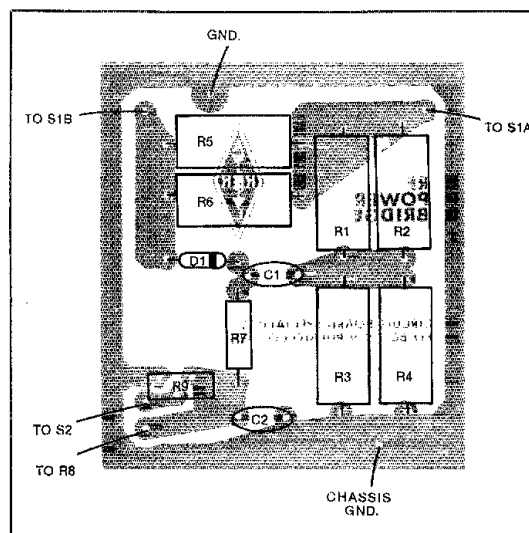 GND.
TO S1B
TO S1A
R5
R6
RF
POWER
BRIDGE
R1
R2
D1
C1
R7
R3
R4
R9
C2
TO S2
TO R8
CHASSIS
GND.